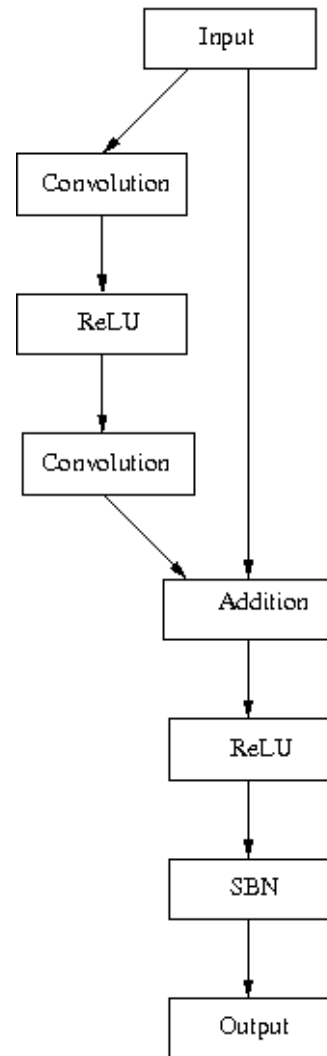 Input
Convolution
ReLU
Convolution
Addition
ReLU
SBN
Output